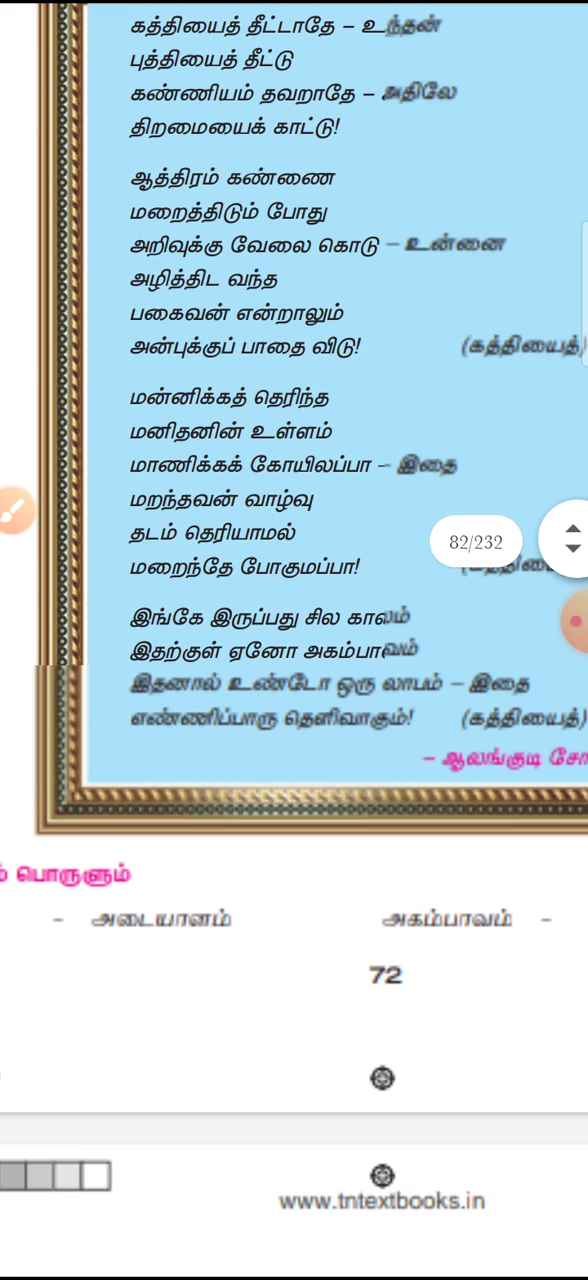 கத்தியைத் தீட்டாதே – உந்தன்
புத்தியைத் தீட்டு
கண்ணியம் தவறாதே – அதிலே
திறமையைக் காட்டு!
ஆத்திரம் கண்ணை
மறைத்திடும் போது
அறிவுக்கு வேலை கொடு – உன்னை
அழித்திட வந்த
பகைவன் என்றாலும்
அன்புக்குப் பாதை விடு! (கத்தியைத்)
மன்னிக்கத் தெரிந்த
மனிதனின் உள்ளம்
மாணிக்கக் கோயிலப்பா – இதை
மறந்தவன் வாழ்வு
தடம் தெரியாமல்
82/232
மறைந்தே போகுமப்பா!
இங்கே இருப்பது சில காலம்
இதற்குள் ஏனோ அகம்பாவம்
இதனால் உண்டோ ஒரு லாபம் – இதை
எண்ணிப்பாரு தெளிவாகும்! (கத்தியைத்)
– ஆலங்குடி
பொருளும்
– அடையாளம் அகம்பாவம் –
72
www.tntextbooks.in